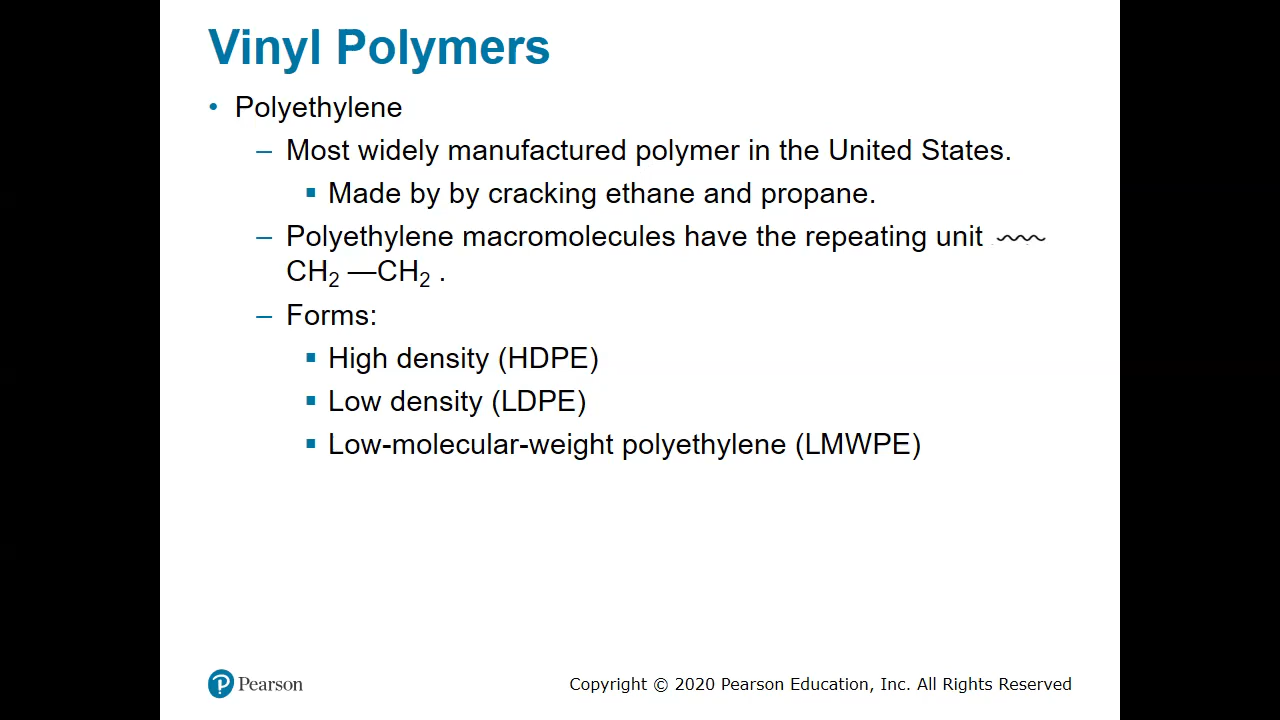 Vinyl Polymers
• Polyethylene
– Most widely manufactured polymer in the United States.
▪ Made by by cracking ethane and propane.
– Polyethylene macromolecules have the repeating unit
CH₂ —CH₂ .
– Forms:
▪ High density (HDPE)
▪ Low density (LDPE)
▪ Low-molecular-weight polyethylene (LMWPE)
Pearson
Copyright © 2020 Pearson Education, Inc. All Rights Reserved